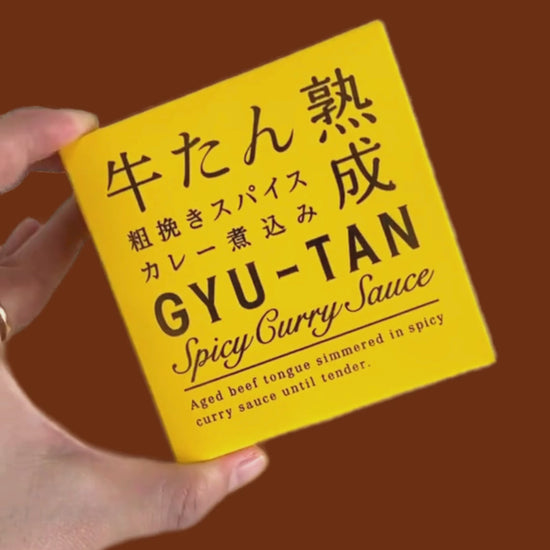 牛たん熟成
粗挽きスパイス
カレー煮込み
GYU-TAN
Spicy Curry Sauce
Aged beef tongue simmered in spicy
curry sauce until tender.